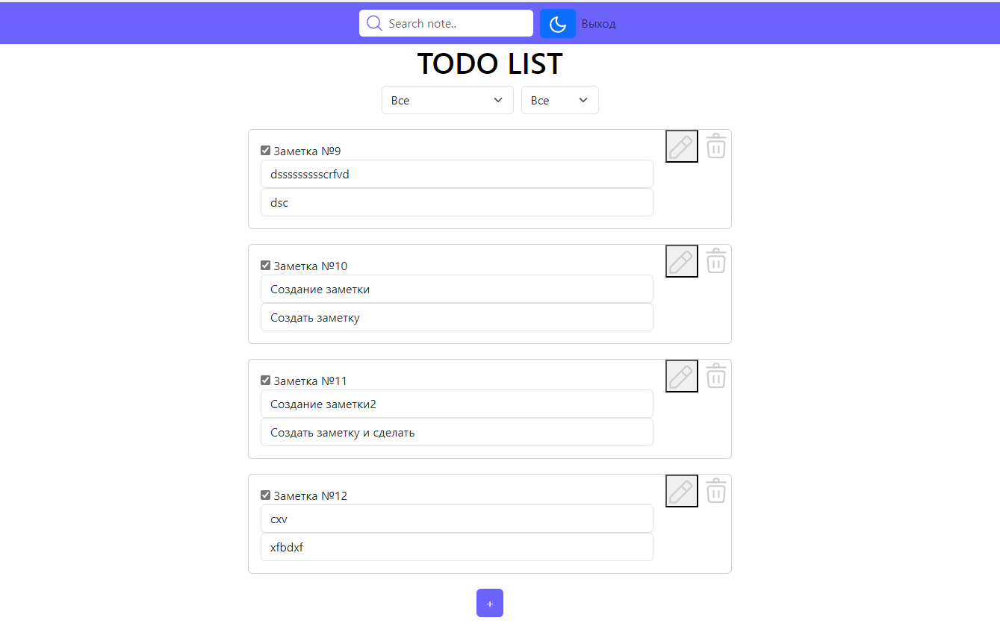 Search note.. Выход
TODO LIST
Все Все
Заметка №9
dsssssssscrfvd
dsc
Заметка №10
Создание заметки
Создать заметку
Заметка №11
Создание заметки2
Создать заметку и сделать
Заметка №12
cxv
xfbdxf
+